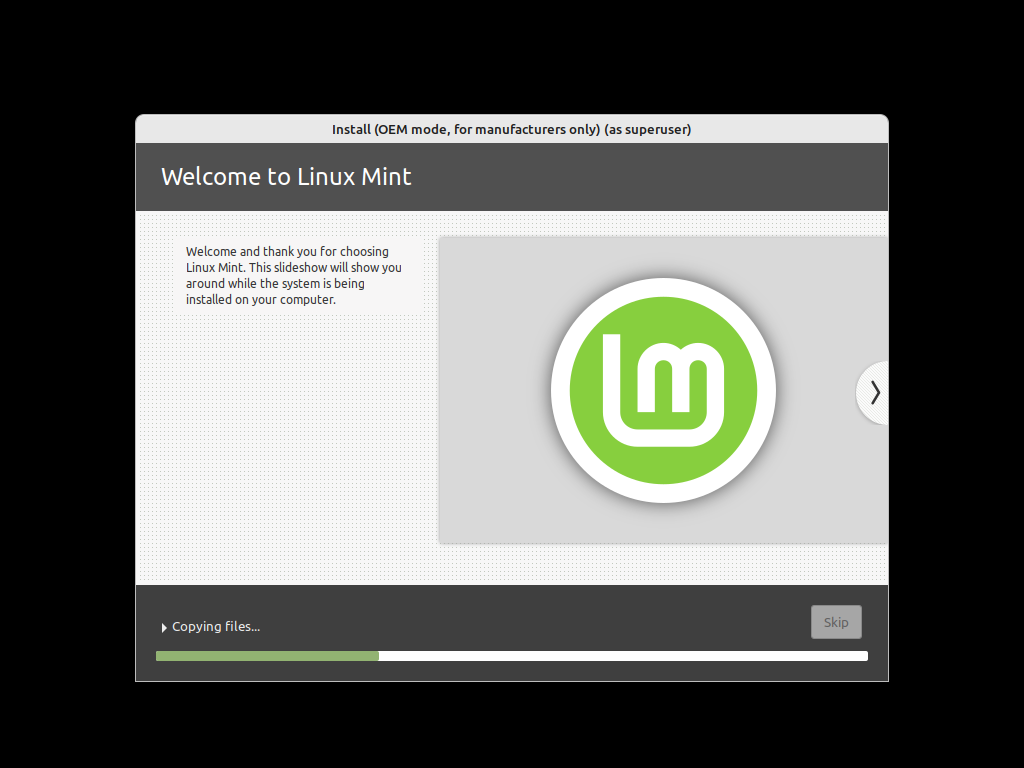 Install (OEM mode, for manufacturers only) (as superuser)
Welcome to Linux Mint
Welcome and thank you for choosing
Linux Mint. This slideshow will show you
around while the system is being
installed on your computer.
lm
Copying files...
Skip